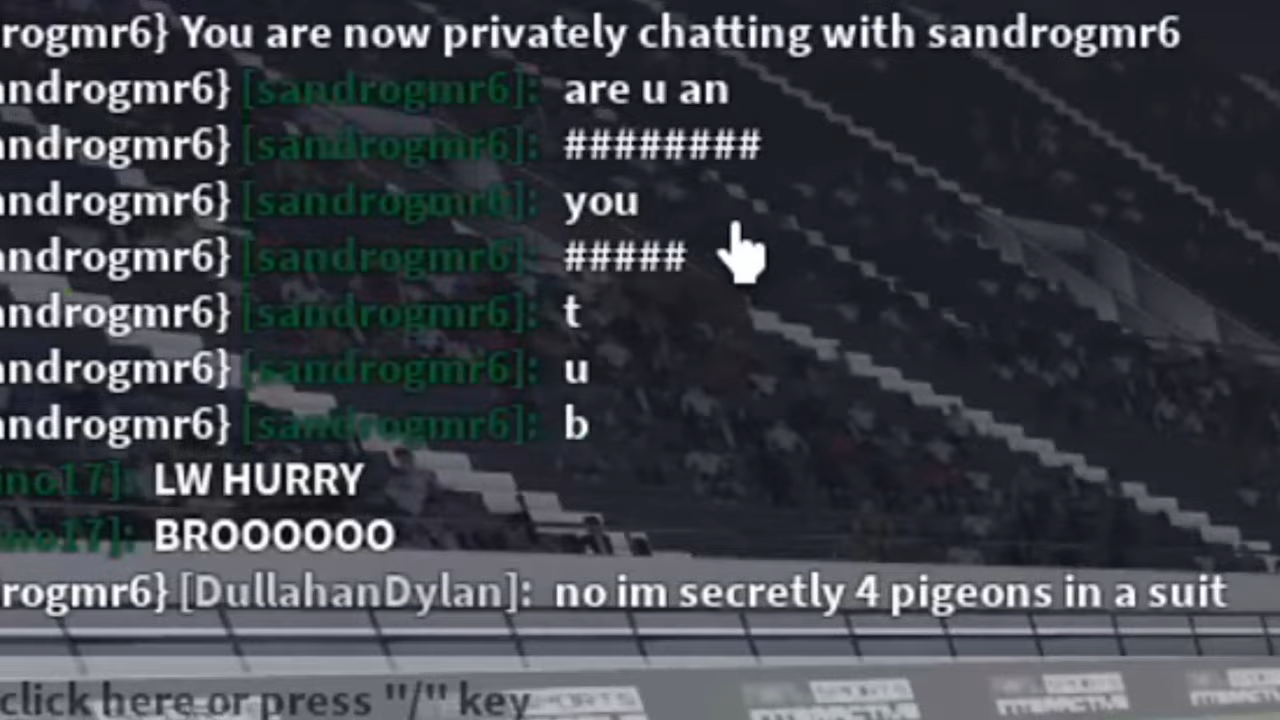 rogmr6} You are now privately chatting with sandrogmr6
androgmr6} [sandrogmr6]: are u an
androgmr6} [sandrogmr6]: ########
androgmr6} [sandrogmr6]: you
androgmr6} [sandrogmr6]: #####
androgmr6} [sandrogmr6]: t
androgmr6} [sandrogmr6]: u
androgmr6} [sandrogmr6]: b
ino17]: LW HURRY
ino17]: BROOOOOO
rogmr6} [DullahanDylan]: no im secretly 4 pigeons in a suit
click here or press "/" key